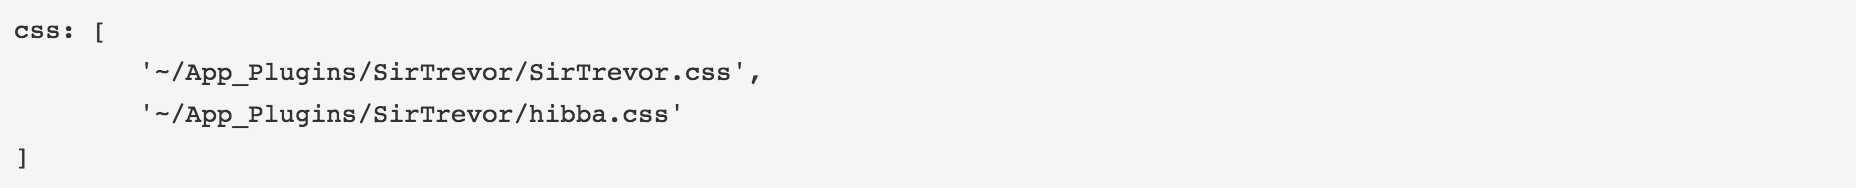 css: [
        '~/App_Plugins/SirTrevor/SirTrevor.css',
        '~/App_Plugins/SirTrevor/hibba.css'
]